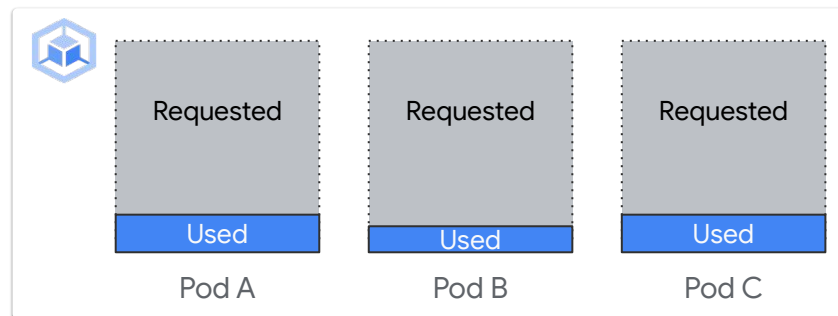 Requested
Requested
Requested
Used
Used
Used
Pod A
Pod B
Pod C